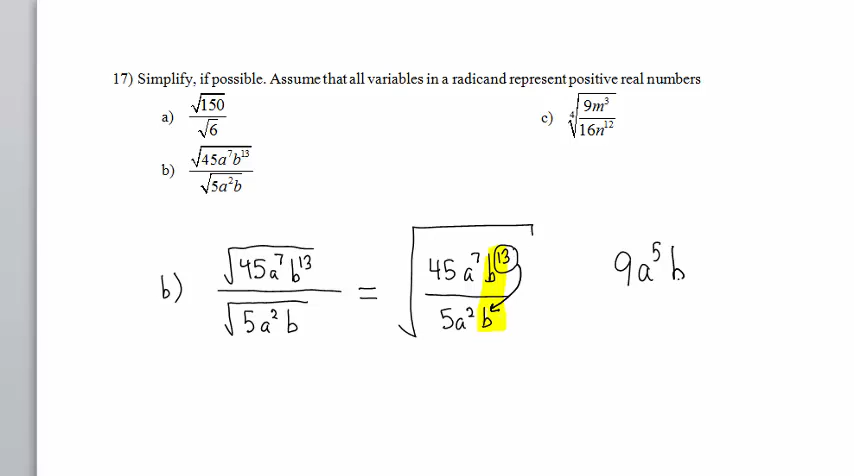 17) Simplify, if possible. Assume that all variables in a radicand represent positive real numbers
a) √150 / √6
c) ⁴√(9m³ / 16n¹²)
b) √(45a⁷b¹³) / √(5a²b)
b) √(45a⁷b¹³) / √(5a²b) = √(45a⁷b¹³ / 5a²b) 9a⁵b